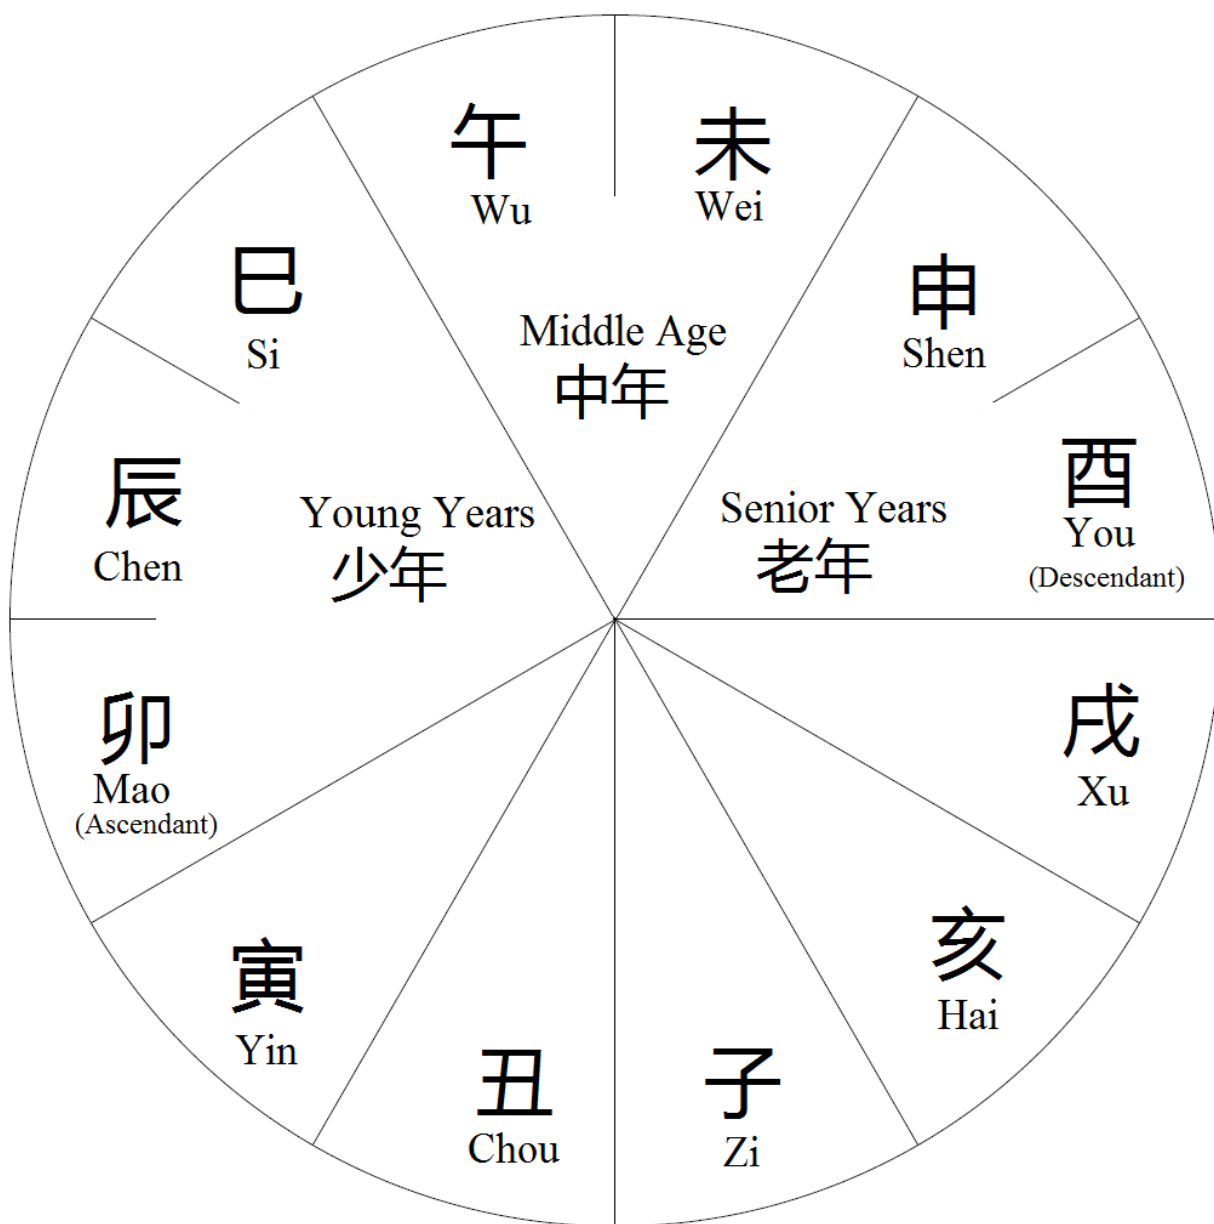 午
Wu
未
Wei
申
Shen
酉
You
(Descendant)
戌
Xu
亥
Hai
子
Zi
丑
Chou
寅
Yin
卯
Mao
(Ascendant)
辰
Chen
巳
Si
Middle Age
中年
Young Years
少年
Senior Years
老年